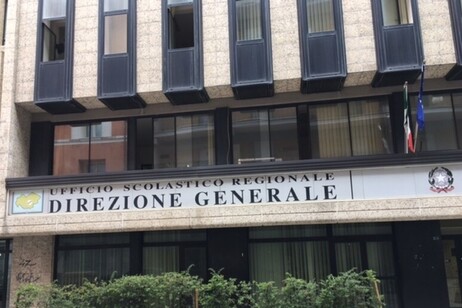 UFFICIO SCOLASTICO REGIONALE
DIREZIONE GENERALE